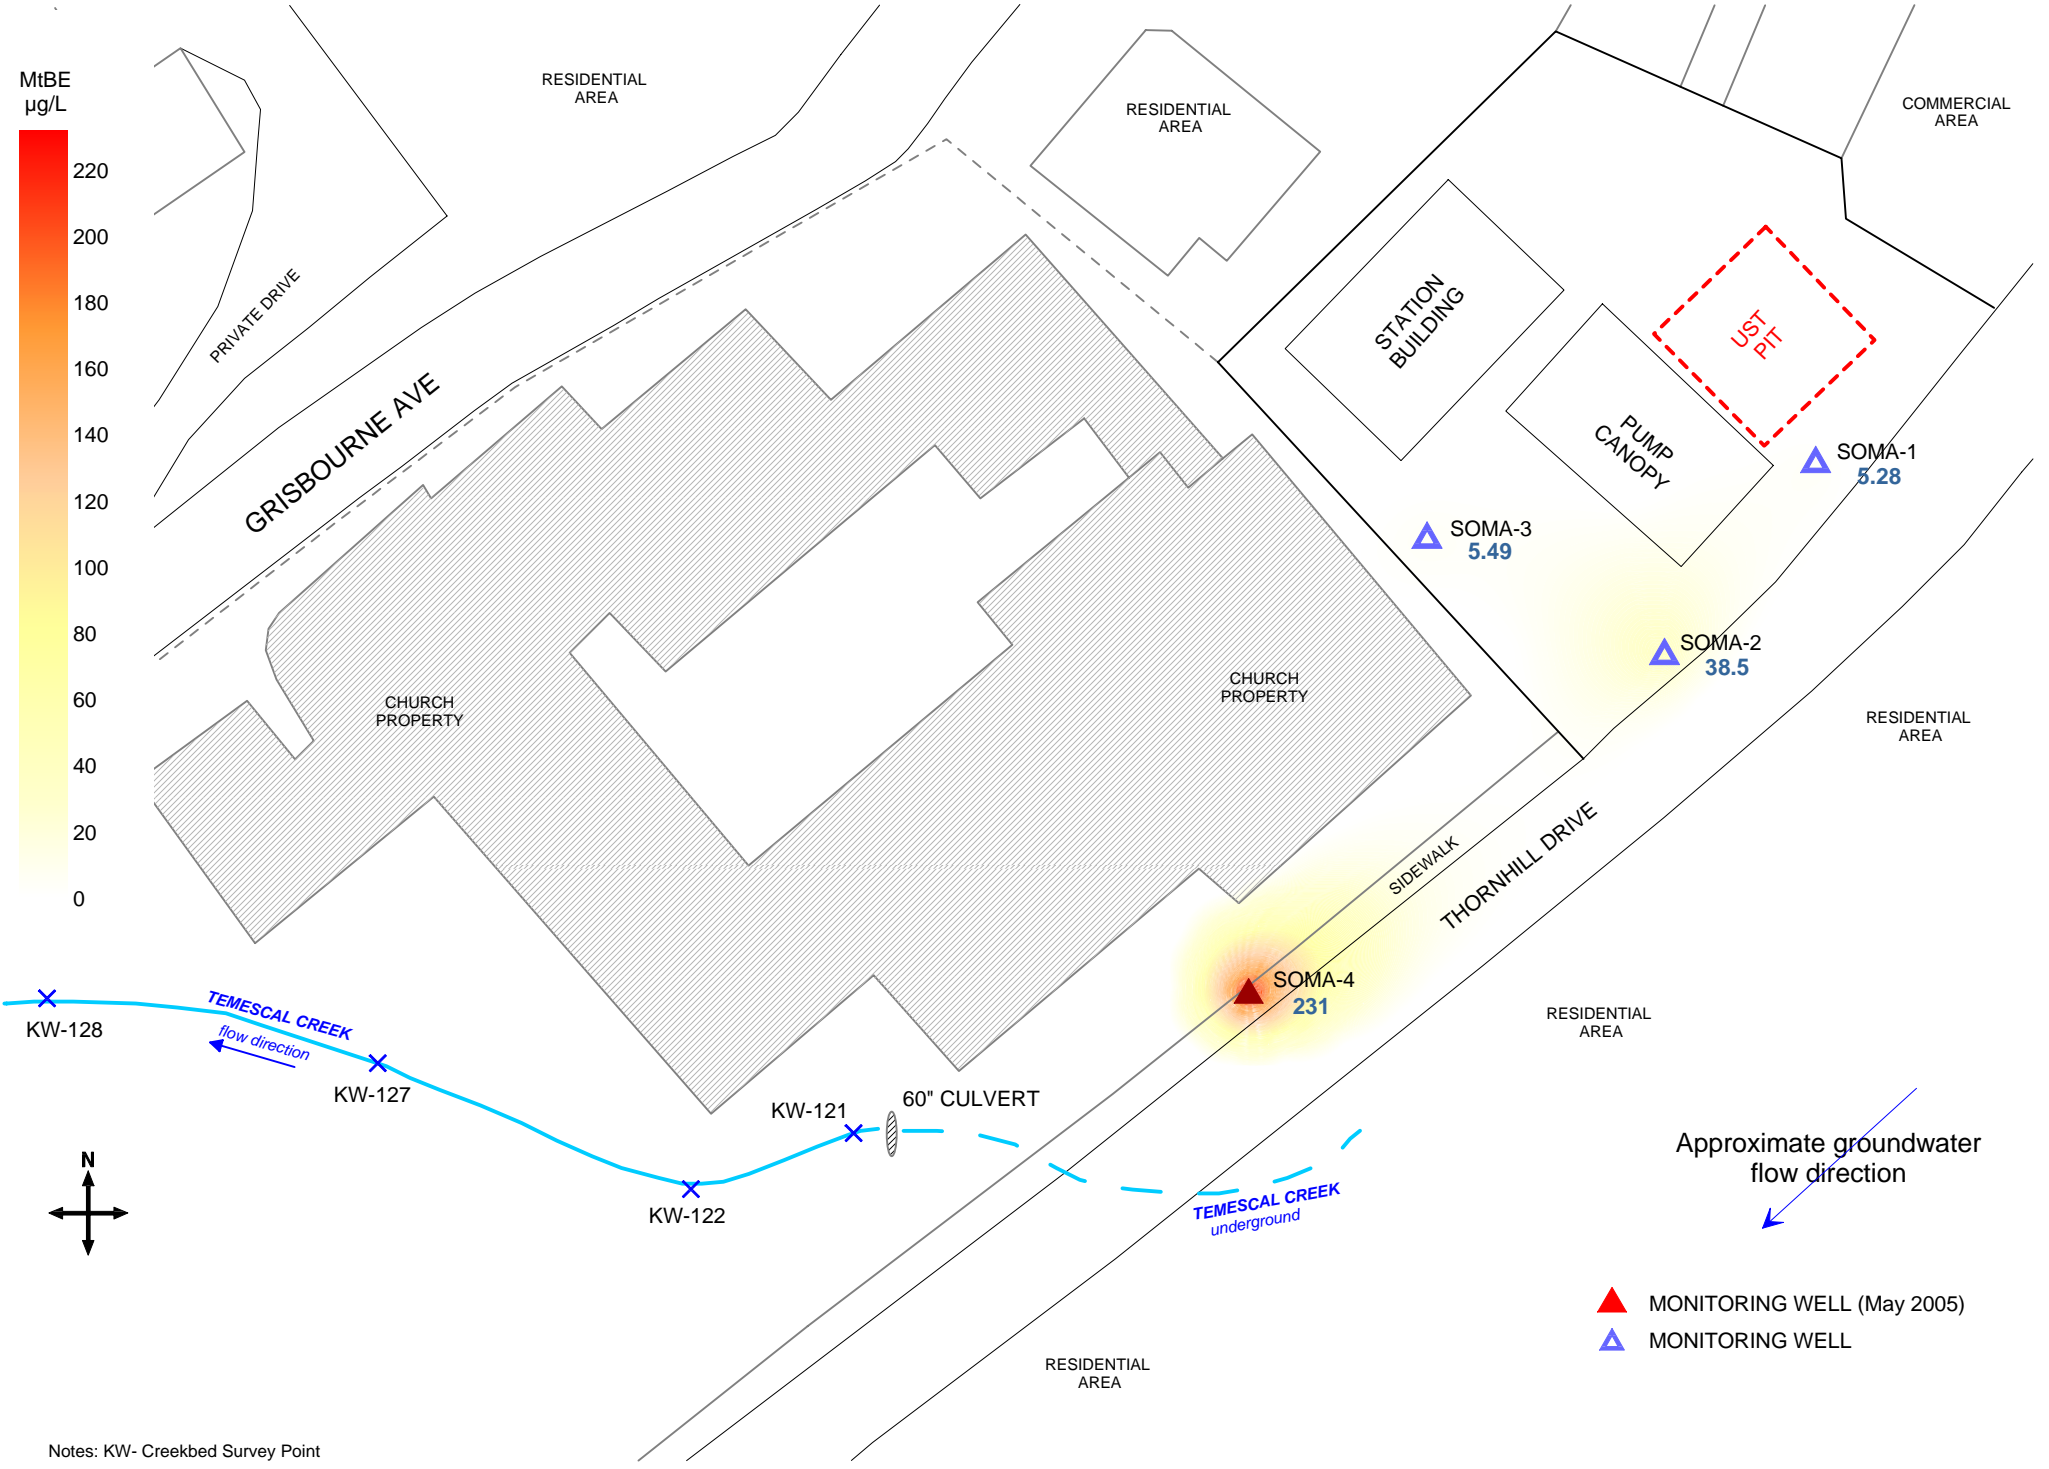 MtBE
µg/L
220
200
180
160
140
120
100
80
60
40
20
0
RESIDENTIAL
AREA
RESIDENTIAL
AREA
COMMERCIAL
AREA
PRIVATE DRIVE
GRISBOURNE AVE
STATION
BUILDING
UST
PIT
PUMP
CANOPY
SOMA-1
5.28
SOMA-3
5.49
SOMA-2
38.5
CHURCH
PROPERTY
CHURCH
PROPERTY
RESIDENTIAL
AREA
SIDEWALK
THORNHILL DRIVE
SOMA-4
231
RESIDENTIAL
AREA
TEMESCAL CREEK
flow direction
KW-128
KW-127
KW-121
60" CULVERT
KW-122
TEMESCAL CREEK
underground
Approximate groundwater
flow direction
N
MONITORING WELL (May 2005)
MONITORING WELL
RESIDENTIAL
AREA
Notes: KW- Creekbed Survey Point